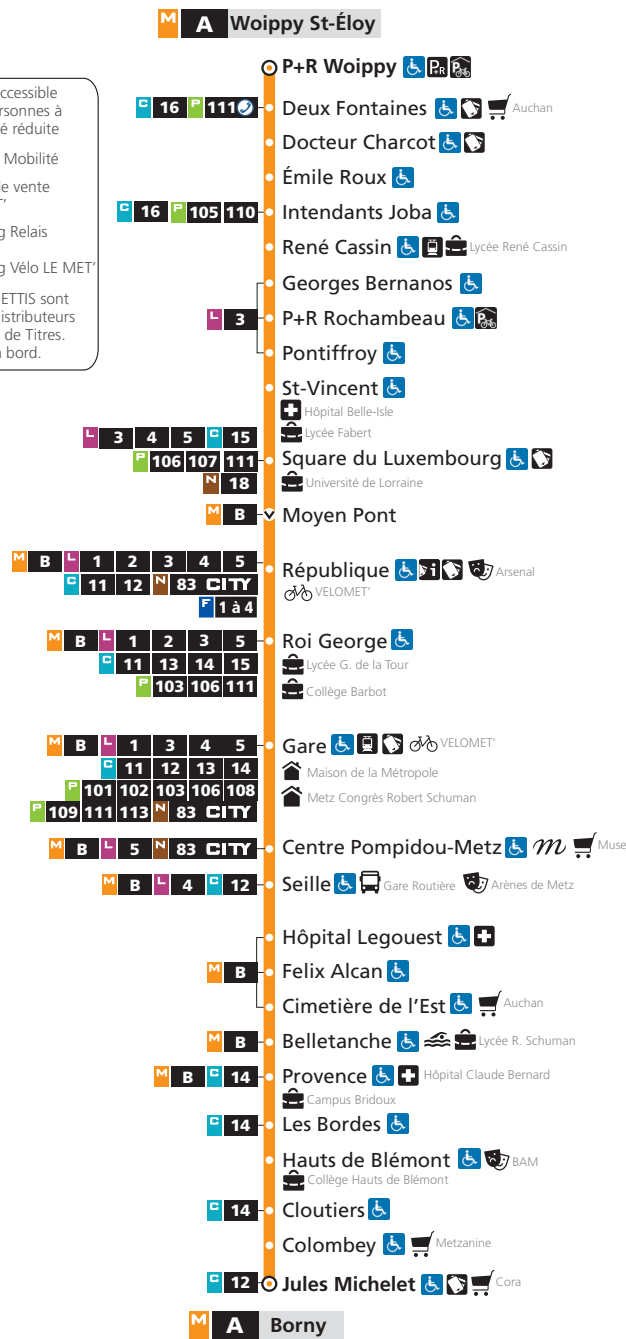 M A Woippy St-Éloy
P+R Woippy P+R
ccessible
rsonnes à
é réduite
Mobilité
le vente
T'
g Relais
g Vélo LE MET'
ETTIS sont
istributeurs
de Titres.
bord.
C 16 P 111 Deux Fontaines Auchan
Docteur Charcot
Émile Roux
C 16 P 105 110 Intendants Joba
René Cassin Lycée René Cassin
Georges Bernanos
L 3 P+R Rochambeau
Pontiffroy
St-Vincent
Hôpital Belle-Isle
Lycée Fabert
L 3 4 5 C 15
P 106 107 111 Square du Luxembourg
N 18 Université de Lorraine
M B Moyen Pont
M B L 1 2 3 4 5 République Arsenal
C 11 12 N 83 CITY VELOMET'
F 1 à 4
M B L 1 2 3 5 Roi George
C 11 13 14 15 Lycée G. de la Tour
P 103 106 111 Collège Barbot
M B L 1 3 4 5 Gare VELOMET'
C 11 12 13 14 Maison de la Métropole
P 101 102 103 106 108 Metz Congrès Robert Schuman
P 109 111 113 N 83 CITY
M B L 5 N 83 CITY Centre Pompidou-Metz m Muse
M B L 4 C 12 Seille Gare Routière Arènes de Metz
Hôpital Legouest
M B Felix Alcan
Cimetière de l'Est Auchan
M B Belletanche Lycée R. Schuman
M B C 14 Provence Hôpital Claude Bernard
Campus Bridoux
C 14 Les Bordes
Hauts de Blémont BAM
Collège Hauts de Blémont
C 14 Cloutiers
Colombey Metzanine
C 12 Jules Michelet Cora
M A Borny